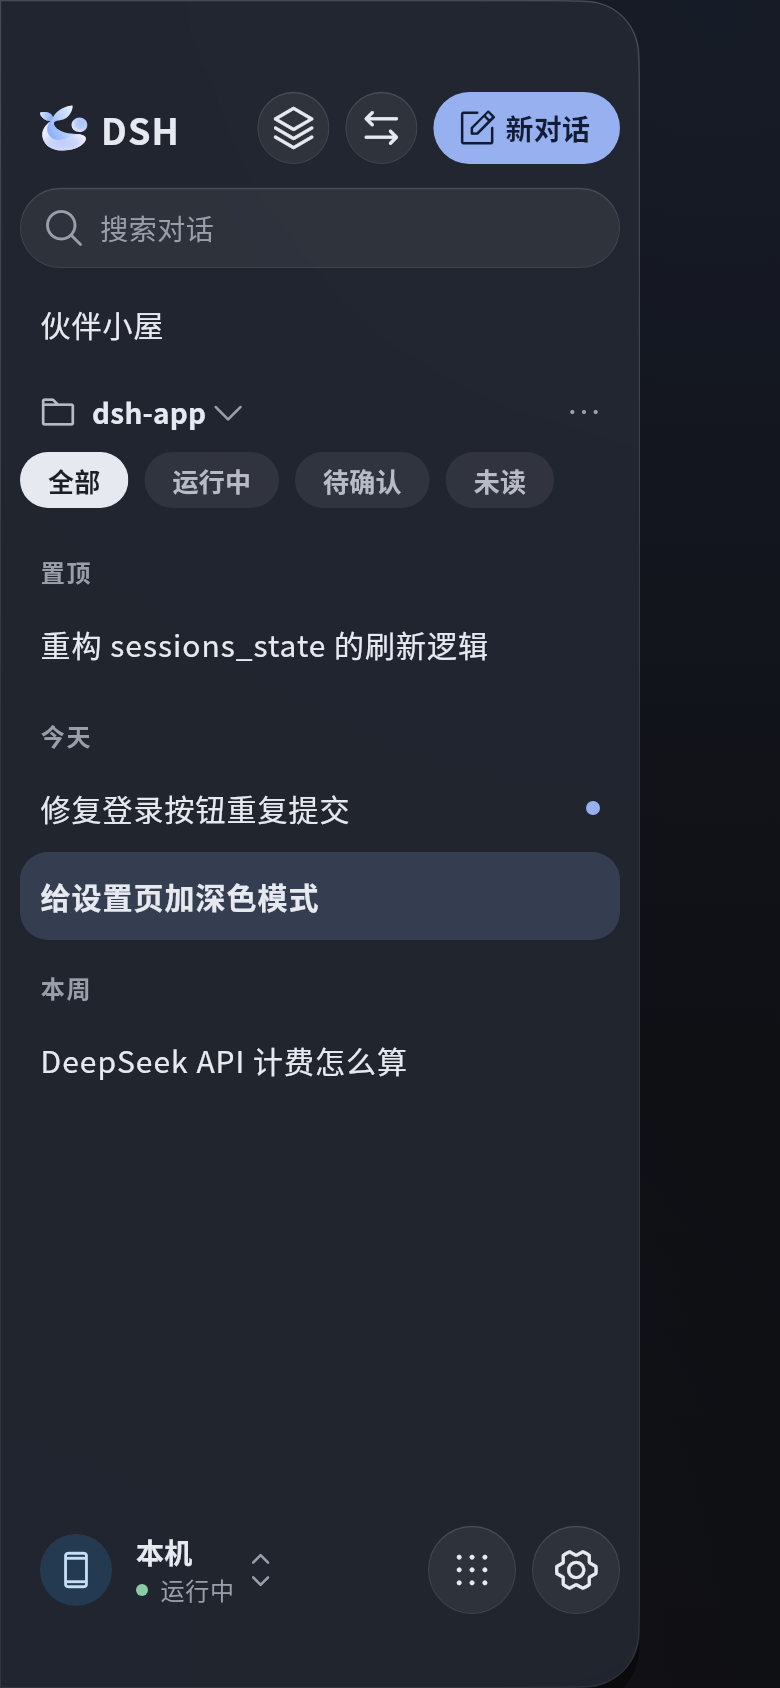 DSH
新对话
搜索对话
伙伴小屋
dsh-app
全部 运行中 待确认 未读
置顶
重构 sessions_state 的刷新逻辑
今天
修复登录按钮重复提交
给设置页加深色模式
本周
DeepSeek API 计费怎么算
本机
运行中